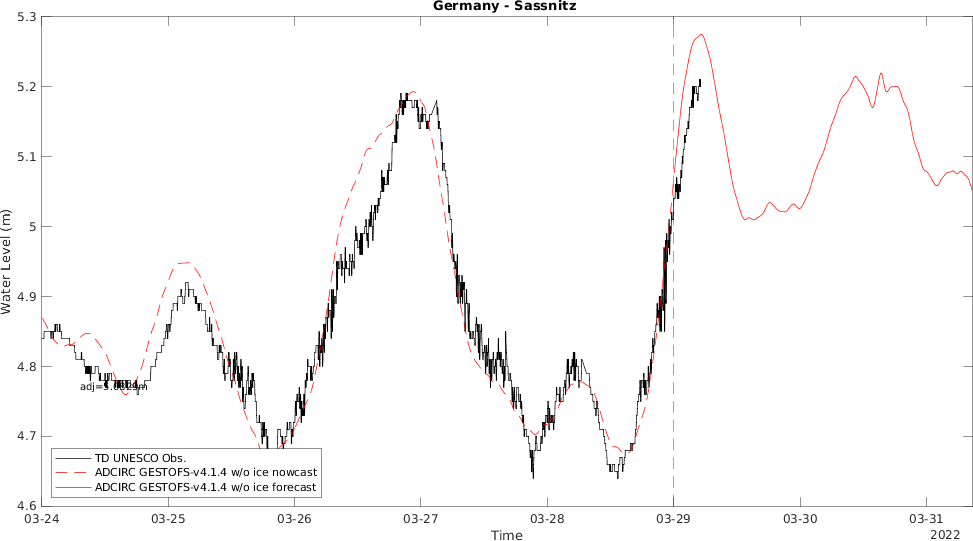 Germany - Sassnitz
5.3
5.2
5.1
5
4.9
4.8
4.7
4.6
Water Level (m)
TD UNESCO Obs.
ADCIRC GESTOFS-v4.1.4 w/o ice nowcast
ADCIRC GESTOFS-v4.1.4 w/o ice forecast
03-24
03-25
03-26
03-27
03-28
03-29
03-30
03-31
Time
2022